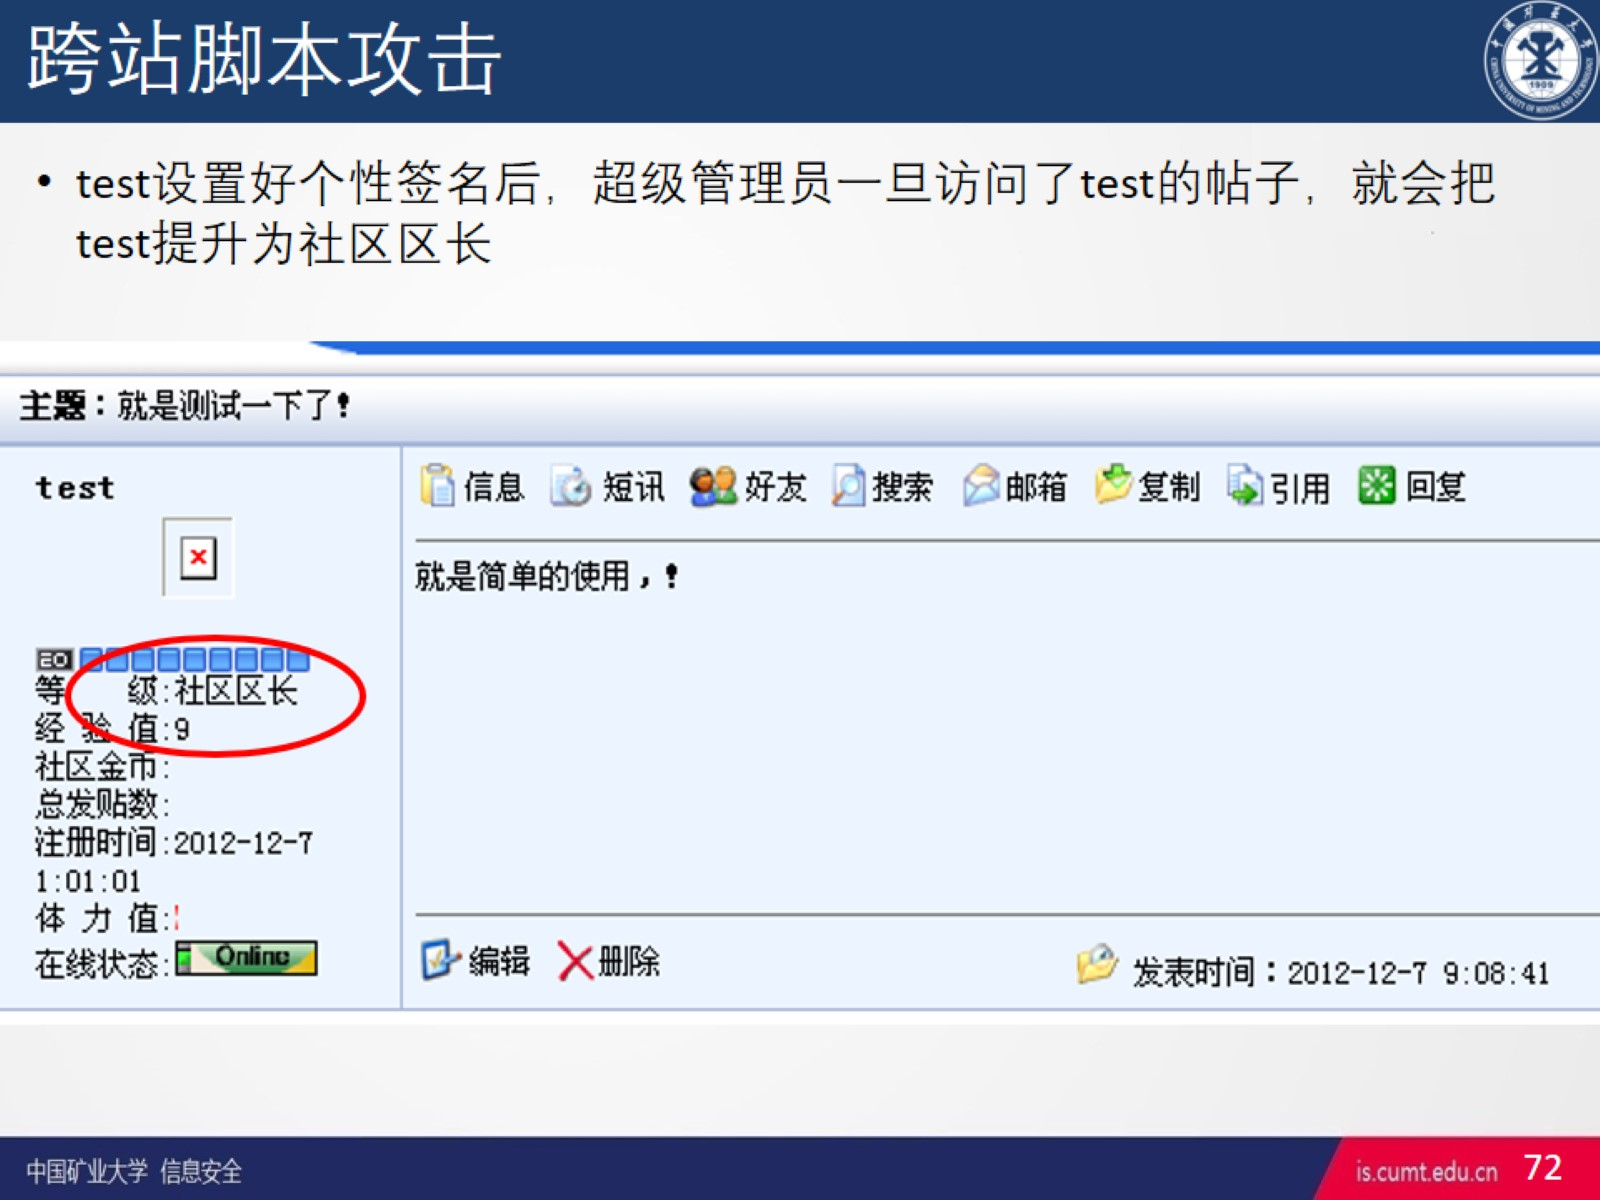 跨站脚本攻击
• test设置好个性签名后，超级管理员一旦访问了test的帖子，就会把
test提升为社区区长
主题：就是测试一下了！
test
信息 短讯 好友 搜索 邮箱 复制 引用 回复
就是简单的使用，！
等 级:社区区长
经 验 值:9
社区金币:
总发贴数:
注册时间:2012-12-7
1:01:01
体 力 值:
在线状态: Online
编辑 删除 发表时间：2012-12-7 9:08:41
中国矿业大学 信息安全
is.cumt.edu.cn 72